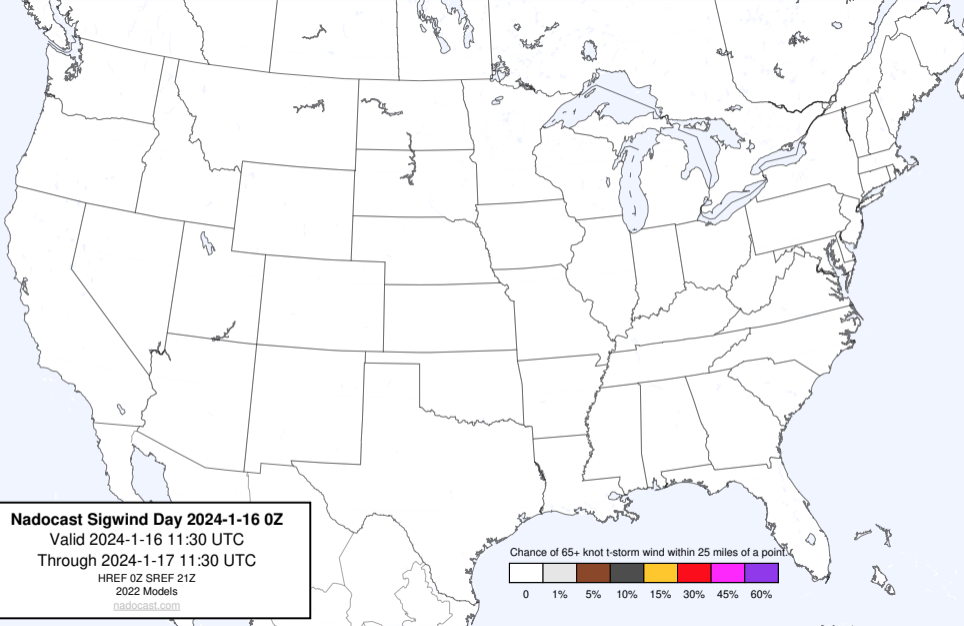 Nadocast Sigwind Day 2024-1-16 0Z
Valid 2024-1-16 11:30 UTC
Through 2024-1-17 11:30 UTC
HREF 0Z SREF 21Z
2022 Models
nadocast.com
Chance of 65+ knot t-storm wind within 25 miles of a point.
0 1% 5% 10% 15% 30% 45% 60%